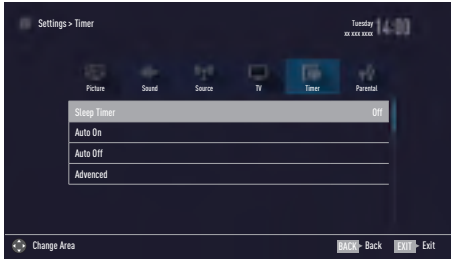 Settings > Timer
Tuesday 14:00
xx xxx xxxx
Picture Sound Source TV Timer Parental
Sleep Timer Off
Auto On
Auto Off
Advanced
Change Area BACK Back EXIT Exit